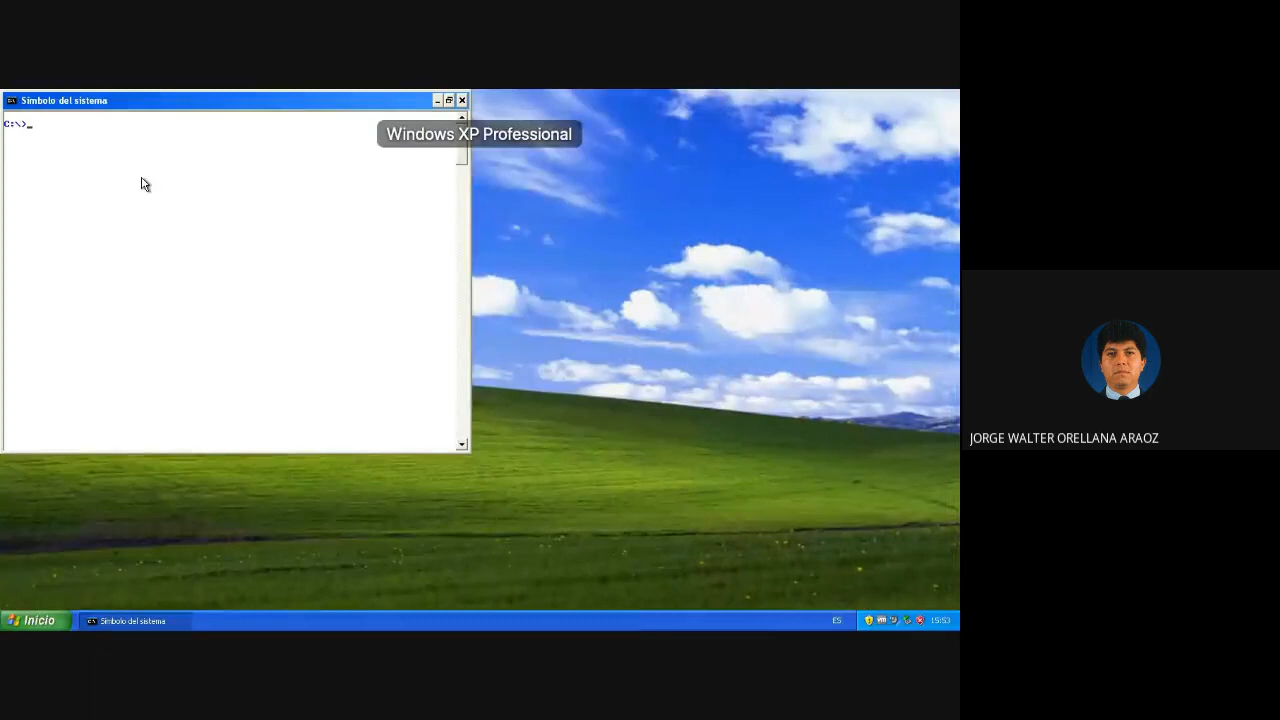 Símbolo del sistema
C:\>_
Windows XP Professional
JORGE WALTER ORELLANA ARAOZ
Inicio
Símbolo del sistema
ES
15:53